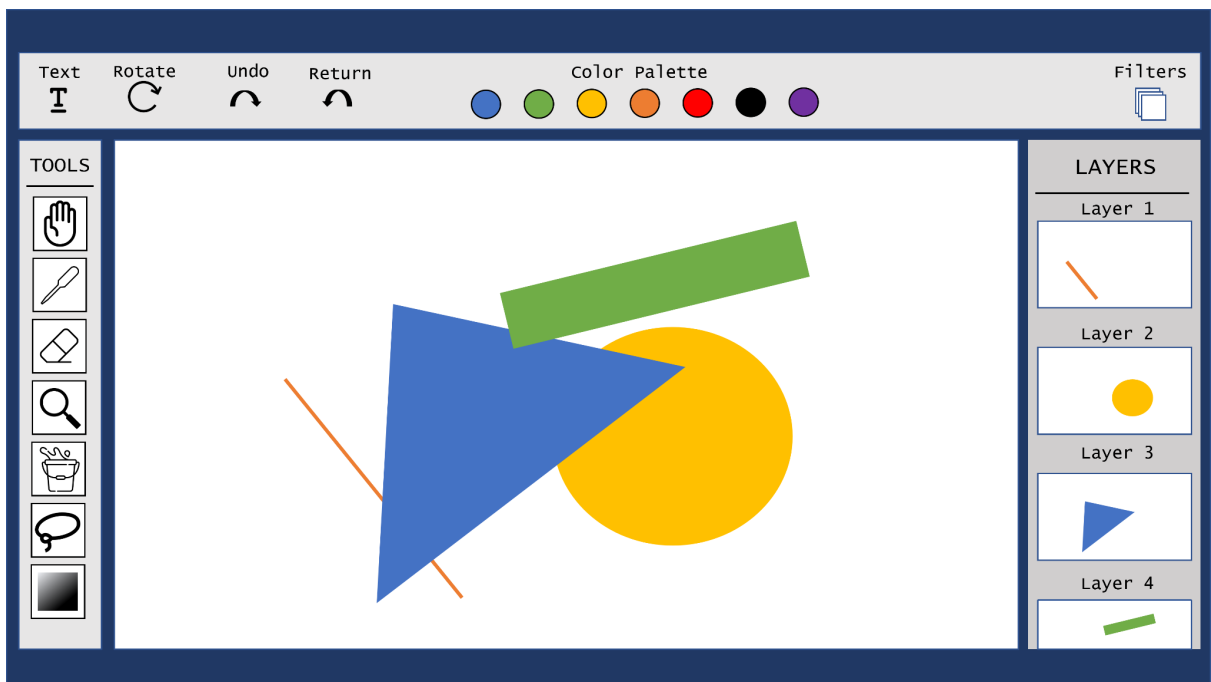 Text
Rotate
Undo
Return
Color Palette
Filters
T
TOOLS
LAYERS
Layer 1
Layer 2
Layer 3
Layer 4